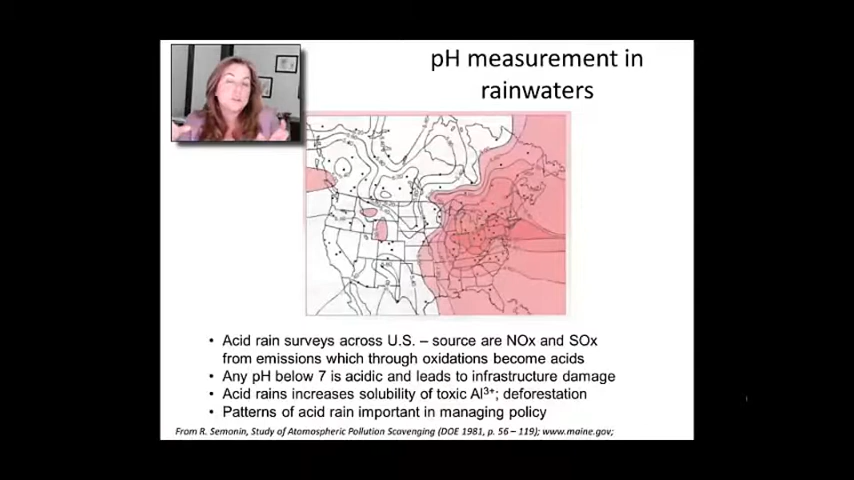 pH measurement in
rainwaters
• Acid rain surveys across U.S. – source are NOx and SOx
from emissions which through oxidations become acids
• Any pH below 7 is acidic and leads to infrastructure damage
• Acid rains increases solubility of toxic Al³⁺; deforestation
• Patterns of acid rain important in managing policy
From R. Semonin, Study of Atomospheric Pollution Scavenging (DOE 1981, p. 56 – 119); www.maine.gov;